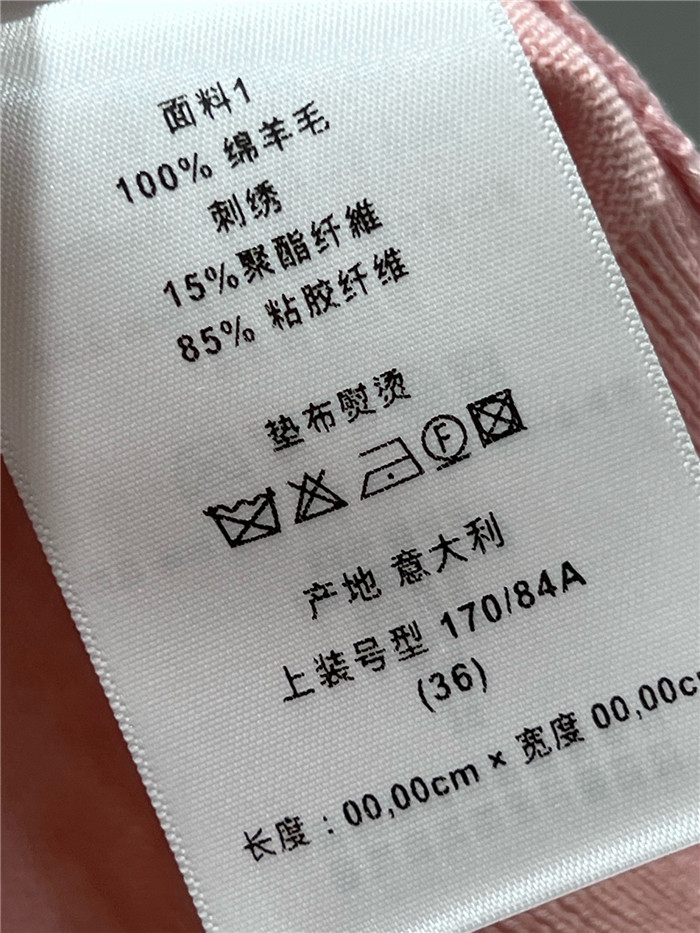 面料1
100% 绵羊毛
刺绣
15%聚酯纤維
85% 粘胶纤维
垫布熨烫
F
产地 意大利
上装号型 170/84A
(36)
长度：00,00cm × 宽度 00,00c